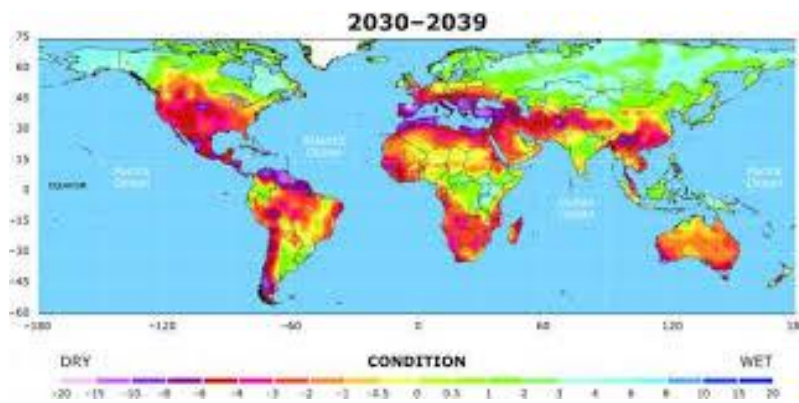 2030–2039
75
60
45
30
15
0
-15
-30
-45
-60
Atlantic
Ocean
Pacific
Ocean
Pacific
Ocean
EQUATOR
Indian
Ocean
-180 -120 -60 0 60 120
DRY CONDITION WET
-20 -15 -10 -8 -6 -4 -3 -2 -1 -0.5 0 0.5 1 2 3 4 6 8 10 15 20